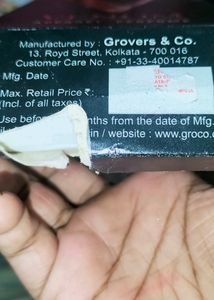 Manufactured by : Grovers & Co.
13, Royd Street, Kolkata - 700 016
Customer Care No. : +91-33-40014787
Mfg. Date :
Max. Retail Price ₹:
(Incl. of all taxes)
Use before nths from the date of Mfg.
in / website : www.groco.